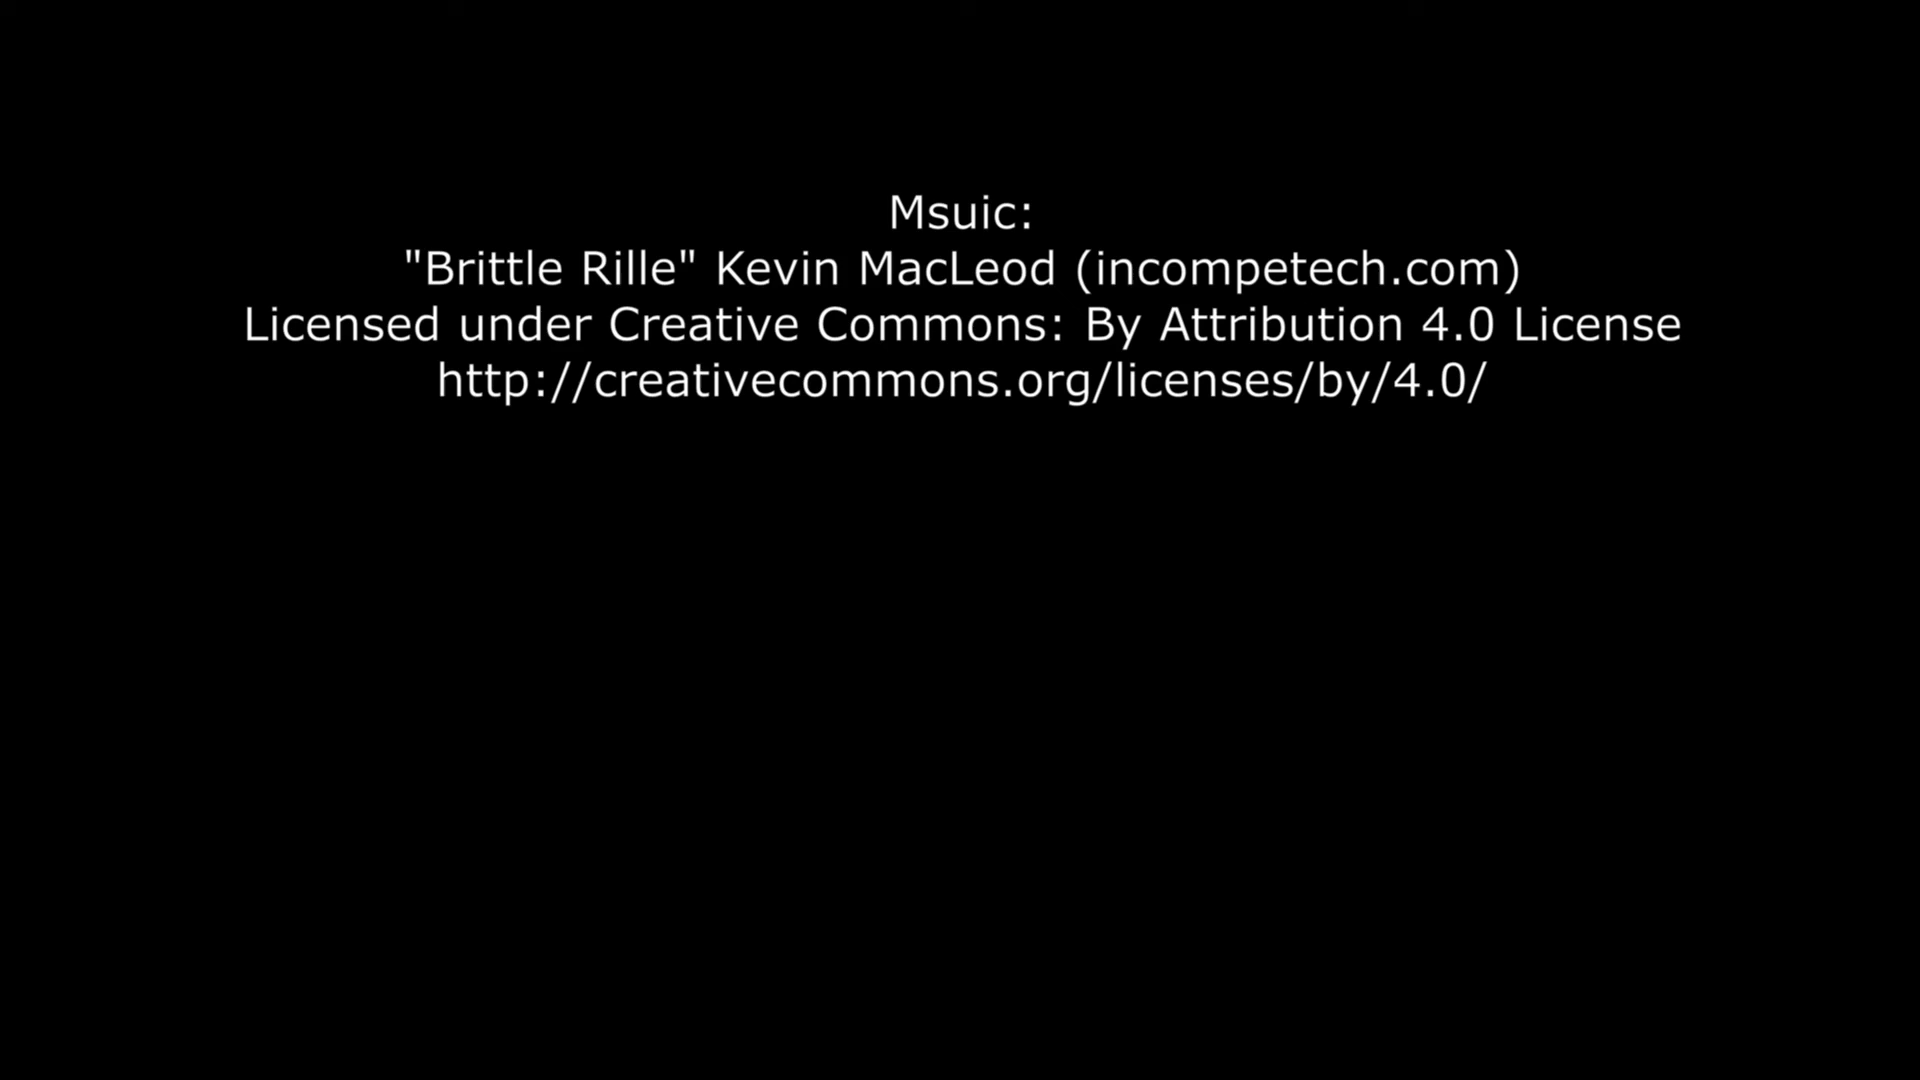 Msuic:
"Brittle Rille" Kevin MacLeod (incompetech.com)
Licensed under Creative Commons: By Attribution 4.0 License
http://creativecommons.org/licenses/by/4.0/